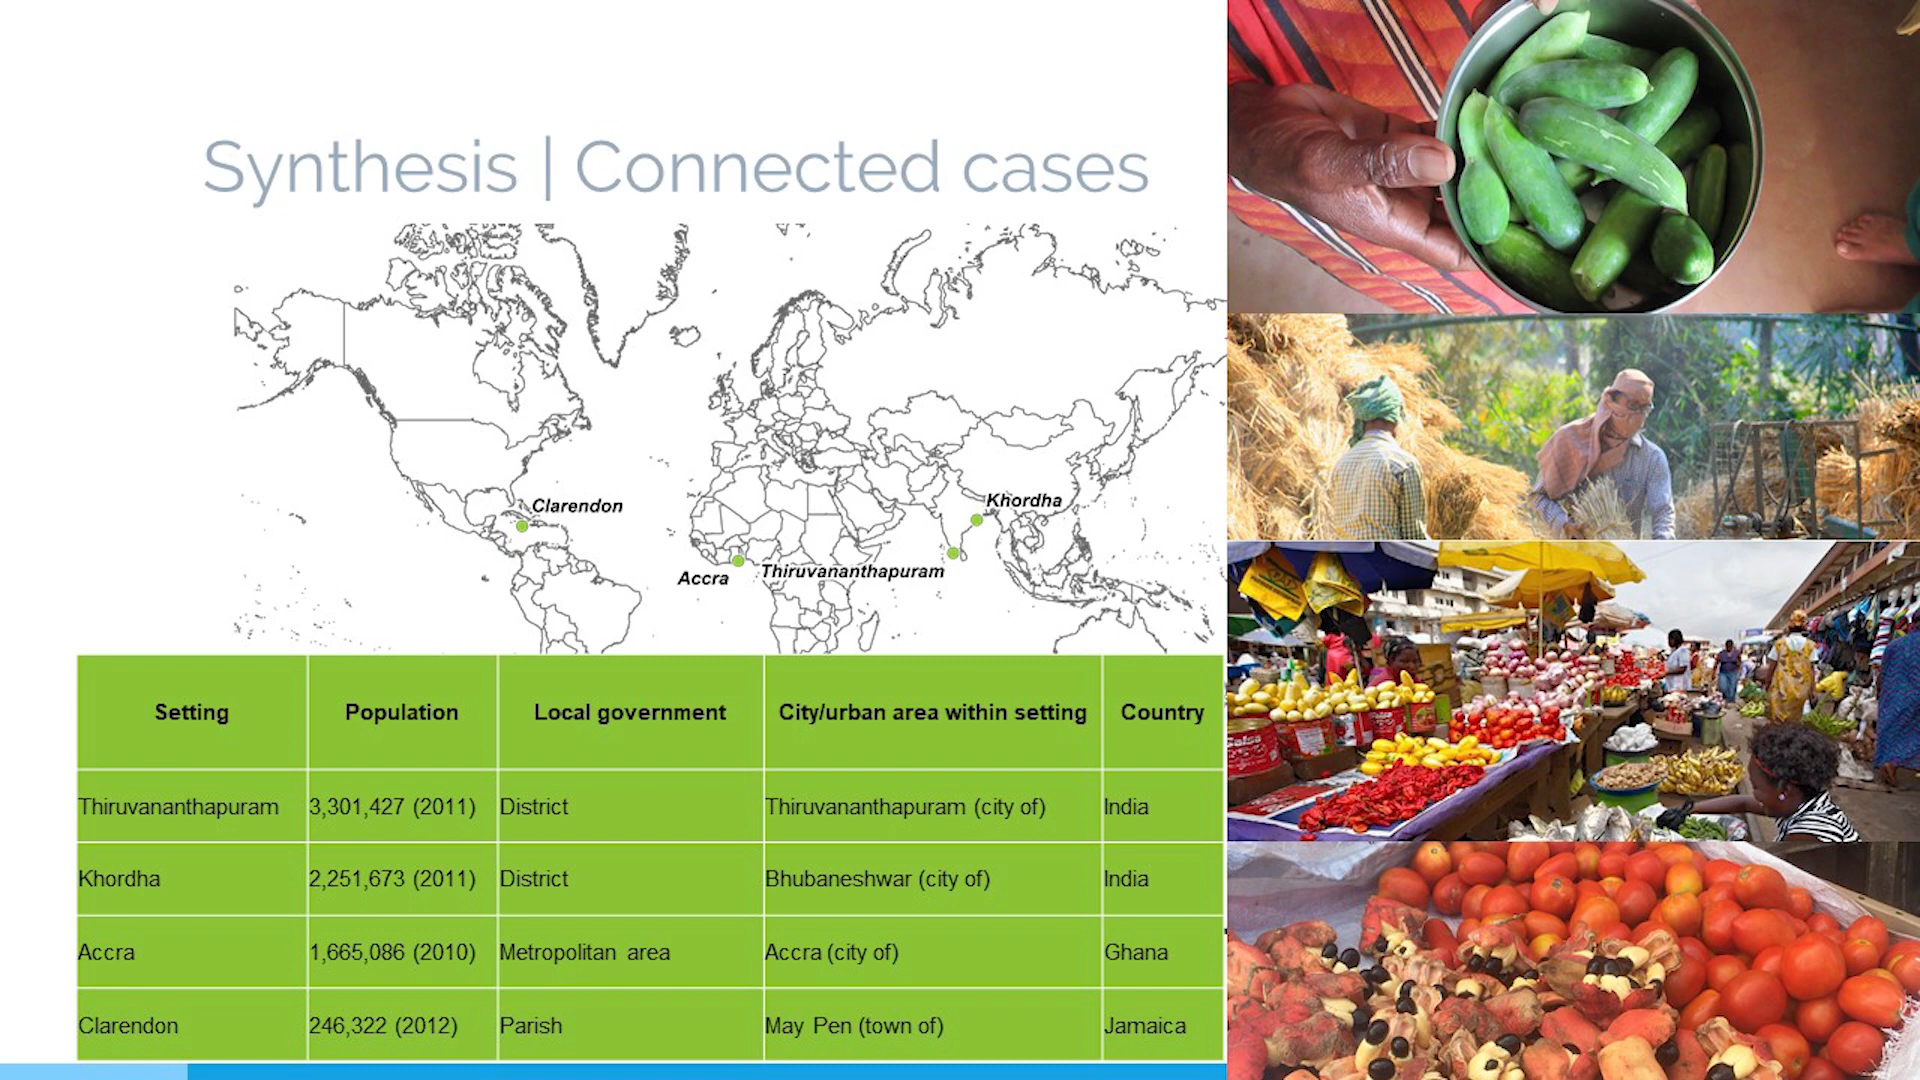 Synthesis | Connected cases
Clarendon
Khordha
Accra
Thiruvananthapuram
Setting Population Local government City/urban area within setting Country
Thiruvananthapuram 3,301,427 (2011) District Thiruvananthapuram (city of) India
Khordha 2,251,673 (2011) District Bhubaneshwar (city of) India
Accra 1,665,086 (2010) Metropolitan area Accra (city of) Ghana
Clarendon 246,322 (2012) Parish May Pen (town of) Jamaica
Salsa